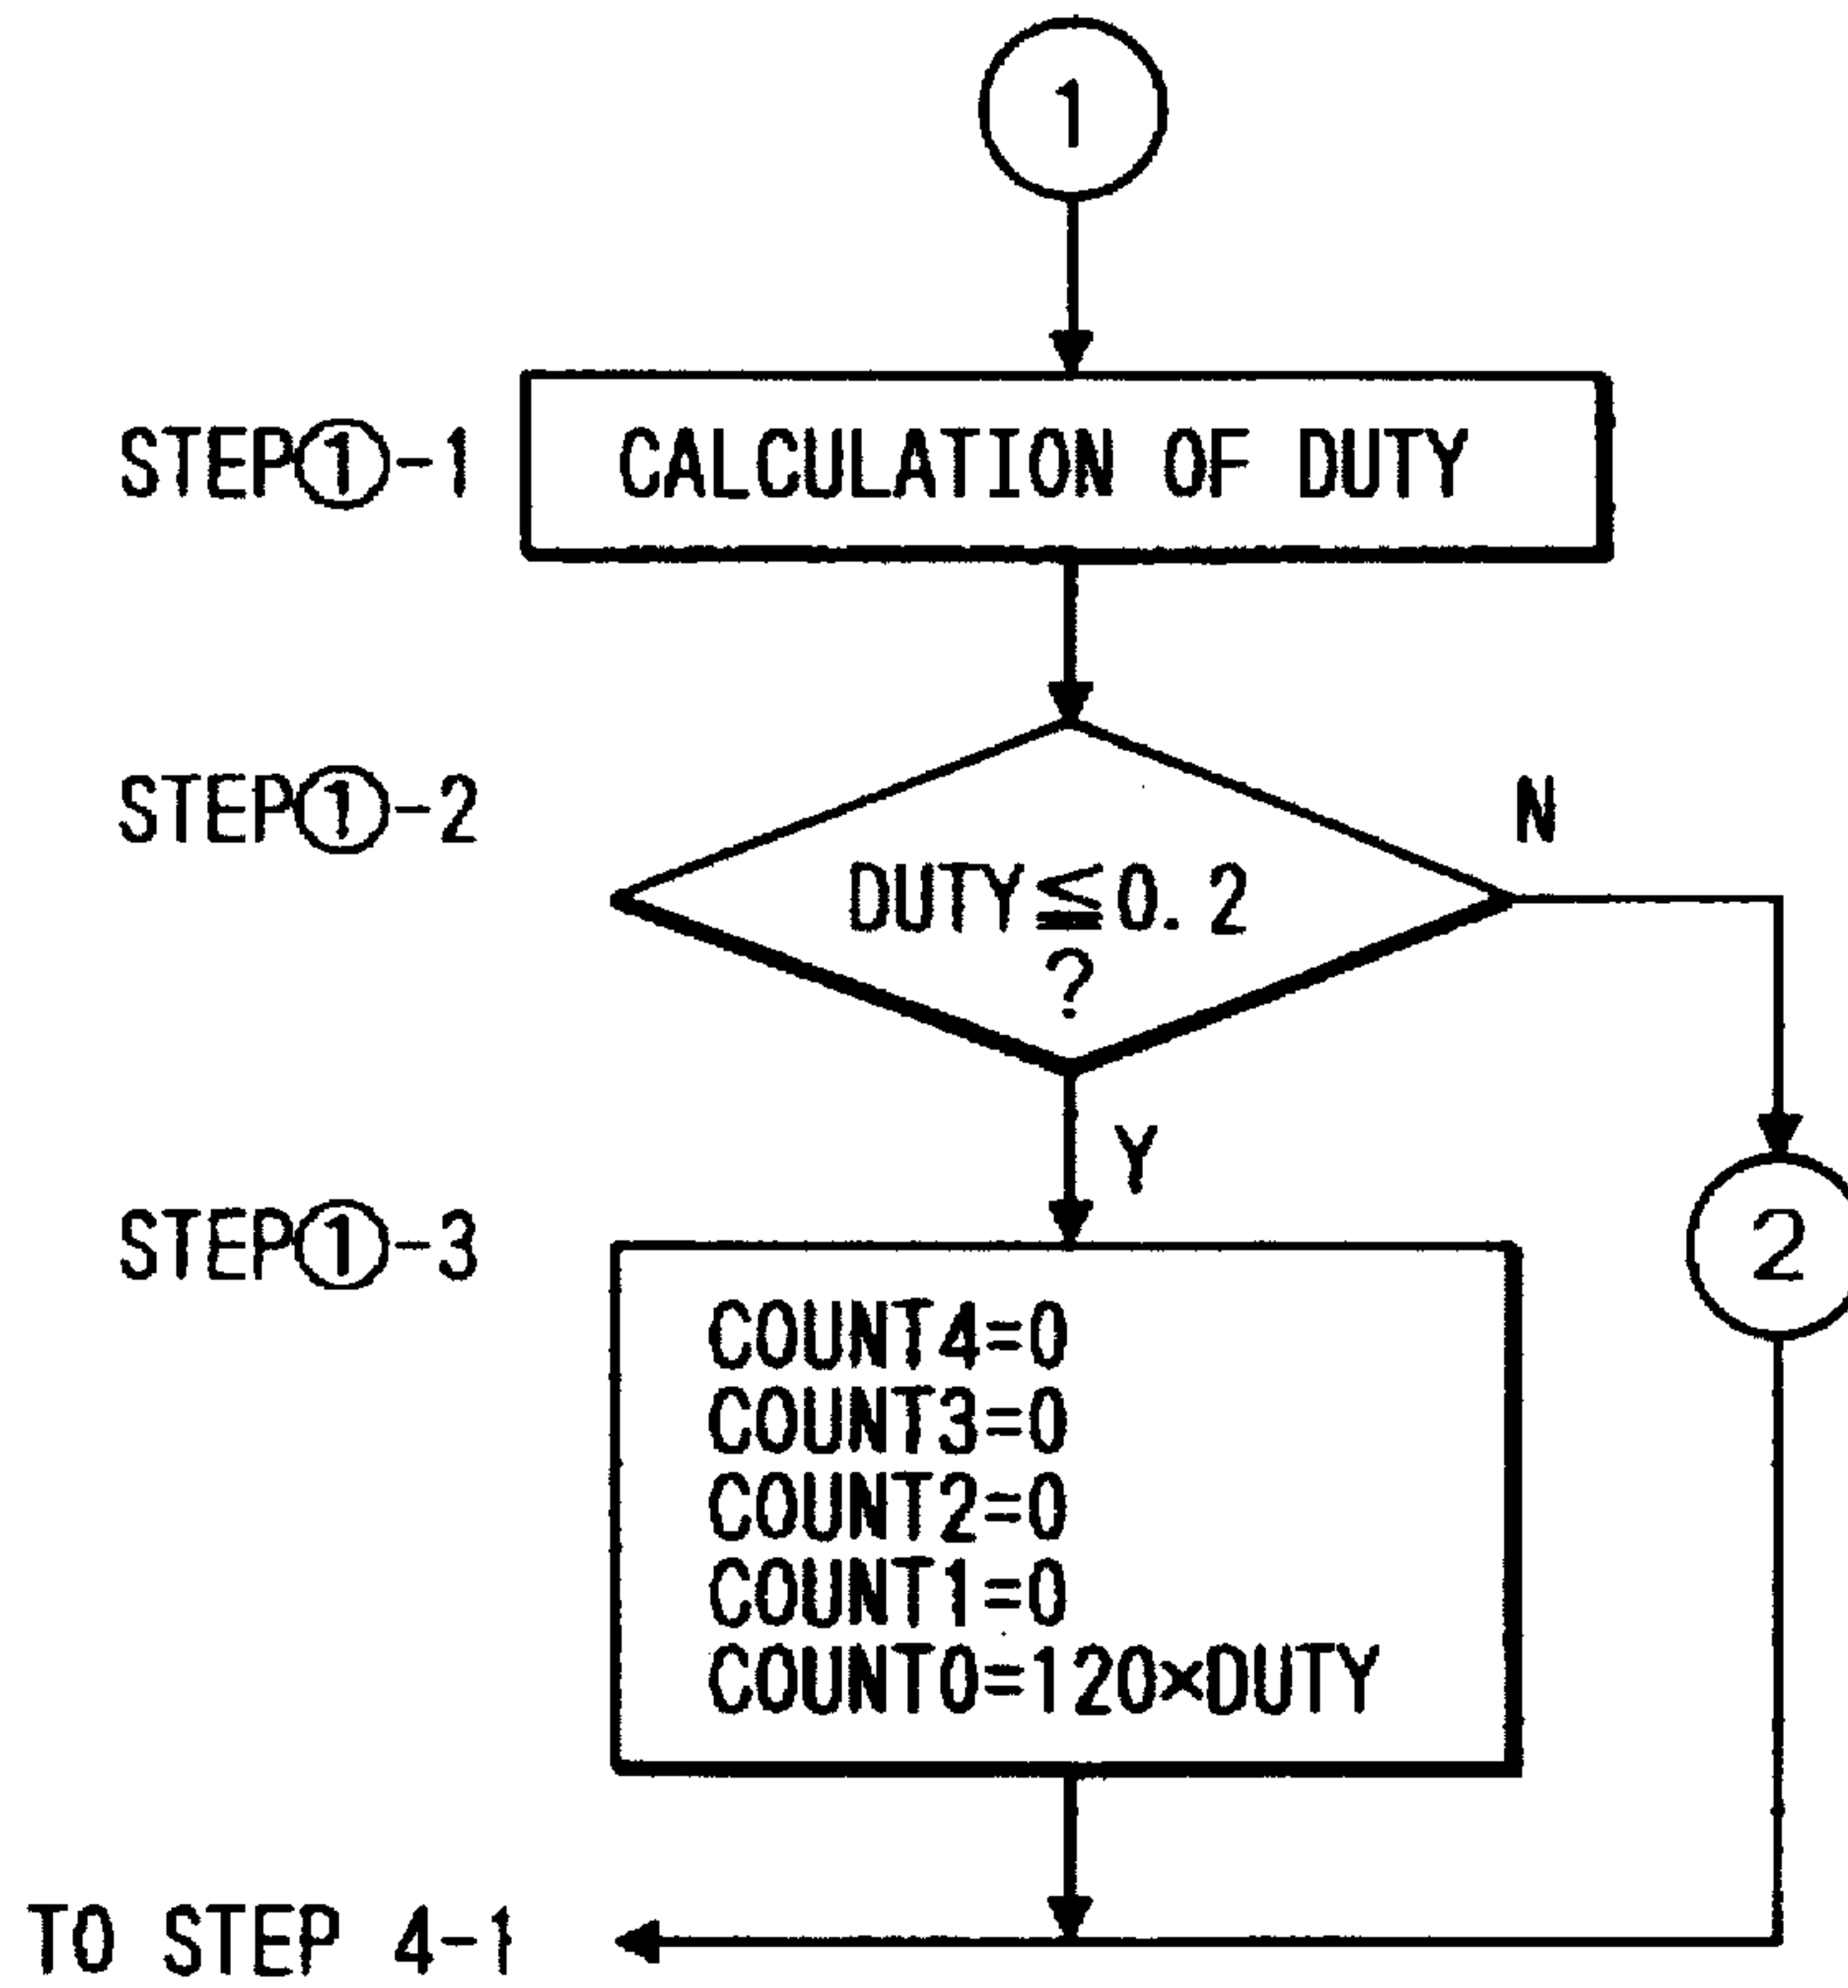 1
STEP①-1
CALCULATION OF DUTY
STEP①-2
N
DUTY≦0.2
?
Y
STEP①-3
2
COUNT4=0
COUNT3=0
COUNT2=0
COUNT1=0
COUNT0=120×DUTY
TO STEP 4-1